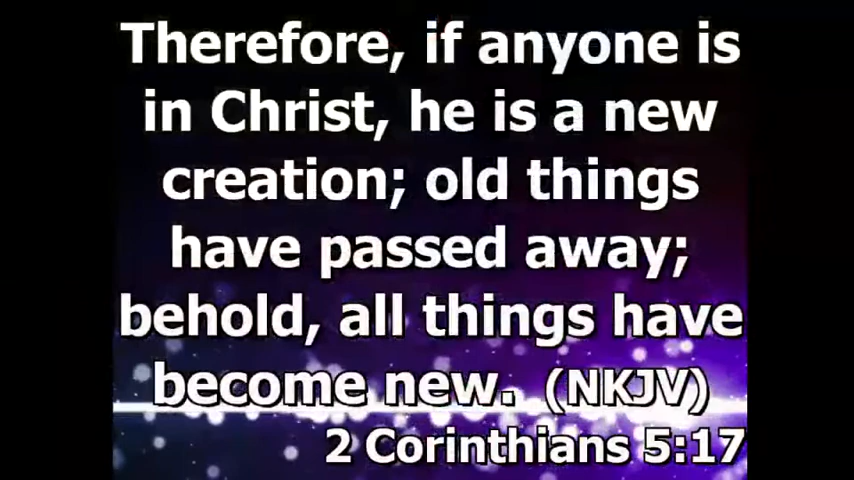 Therefore, if anyone is
in Christ, he is a new
creation; old things
have passed away;
behold, all things have
become new. (NKJV)
2 Corinthians 5:17